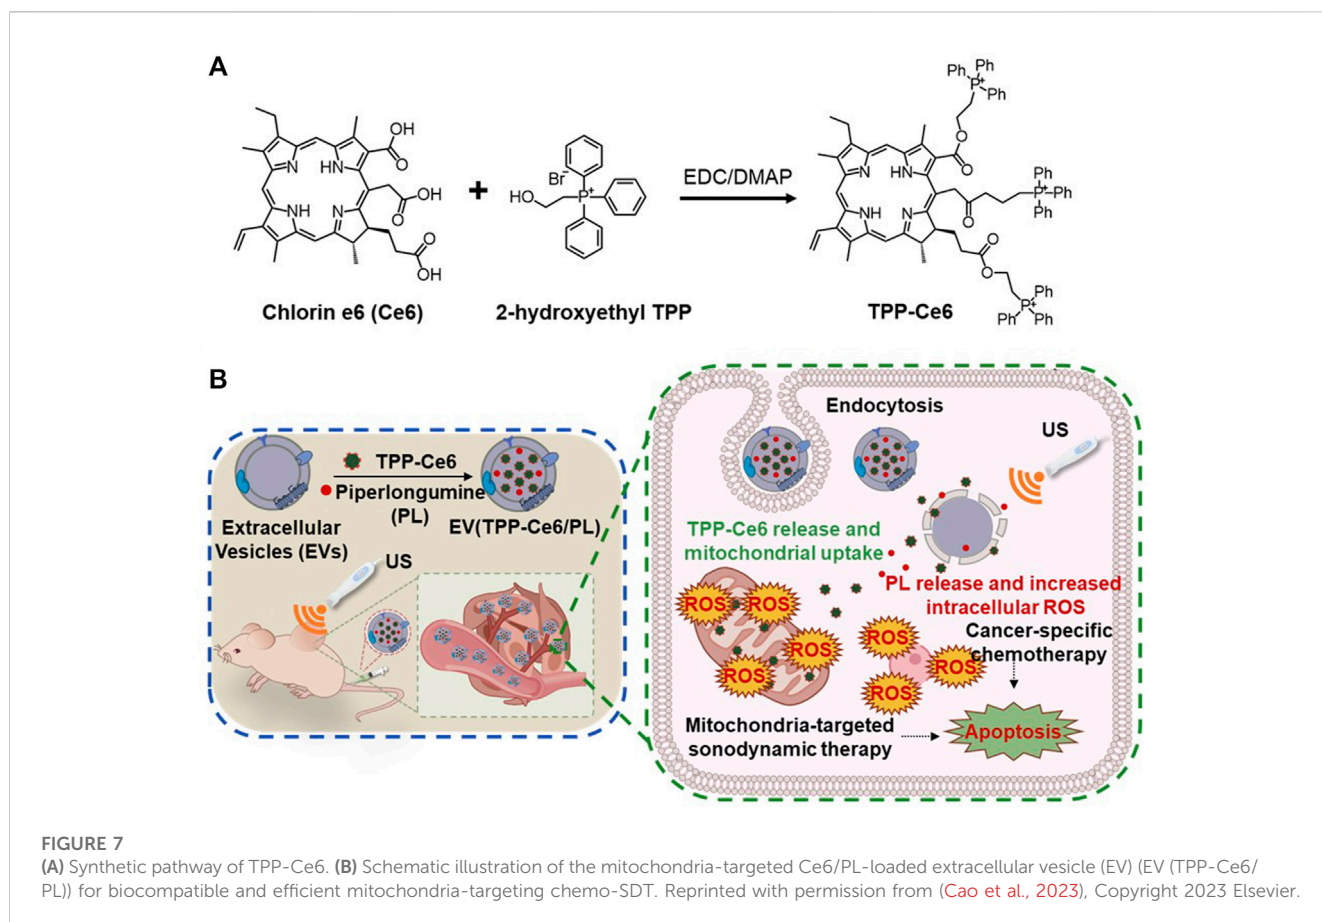 A
OH
O
N
HN
OH
O
NH
N
O
OH
Chlorin e6 (Ce6)
+
Br-
HO
P+
2-hydroxyethyl TPP
EDC/DMAP
Ph Ph
P+
Ph
O
O
N
HN
Ph
P+
Ph
Ph
O
NH
N
O
O
Ph
P+
Ph
Ph
TPP-Ce6
B
TPP-Ce6
Piperlongumine
(PL)
Extracellular
Vesicles (EVs)
EV(TPP-Ce6/PL)
US
Endocytosis
US
TPP-Ce6 release and
mitochondrial uptake
PL release and increased
intracellular ROS
Cancer-specific
chemotherapy
ROS
ROS
ROS
ROS
ROS
ROS
ROS
Mitochondria-targeted
sonodynamic therapy
Apoptosis
FIGURE 7
(A) Synthetic pathway of TPP-Ce6. (B) Schematic illustration of the mitochondria-targeted Ce6/PL-loaded extracellular vesicle (EV) (EV (TPP-Ce6/
PL)) for biocompatible and efficient mitochondria-targeting chemo-SDT. Reprinted with permission from (Cao et al., 2023), Copyright 2023 Elsevier.